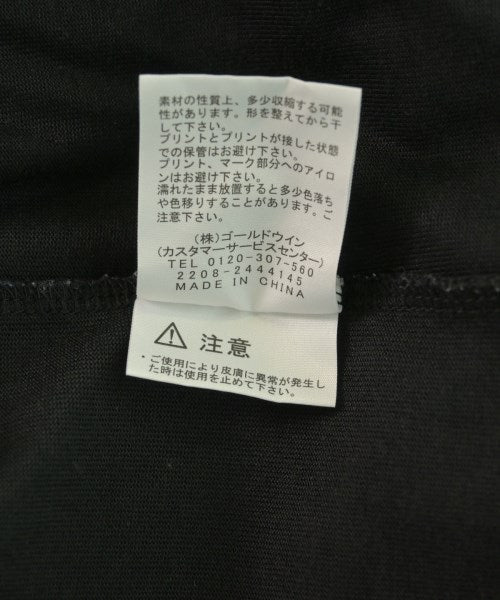 素材の性質上、多少収縮する可能
性があります。形を整えてから干
して下さい。
プリントとプリントが接した状態
での保管はお避け下さい。
プリント、マーク部分へのアイロ
ンはお避け下さい。
濡れたまま放置すると多少色落ち
や色移りすることがあります。ご
注意下さい。
(株)ゴールドウイン
(カスタマーサービスセンター)
TEL 0120-307-560
2208-2444145
MADE IN CHINA
注意
・ご使用により皮膚に異常が発生し
た時は使用を止めて下さい。